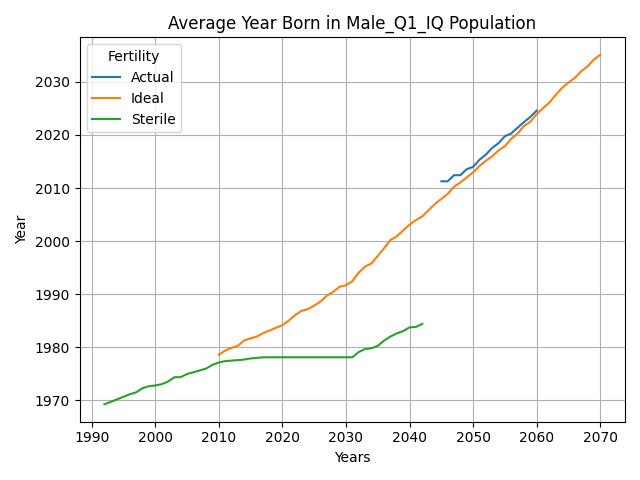 Average Year Born in Male_Q1_IQ Population
Fertility
Actual
Ideal
Sterile
2030
2020
2010
2000
1990
1980
1970
Year
1990 2000 2010 2020 2030 2040 2050 2060 2070
Years